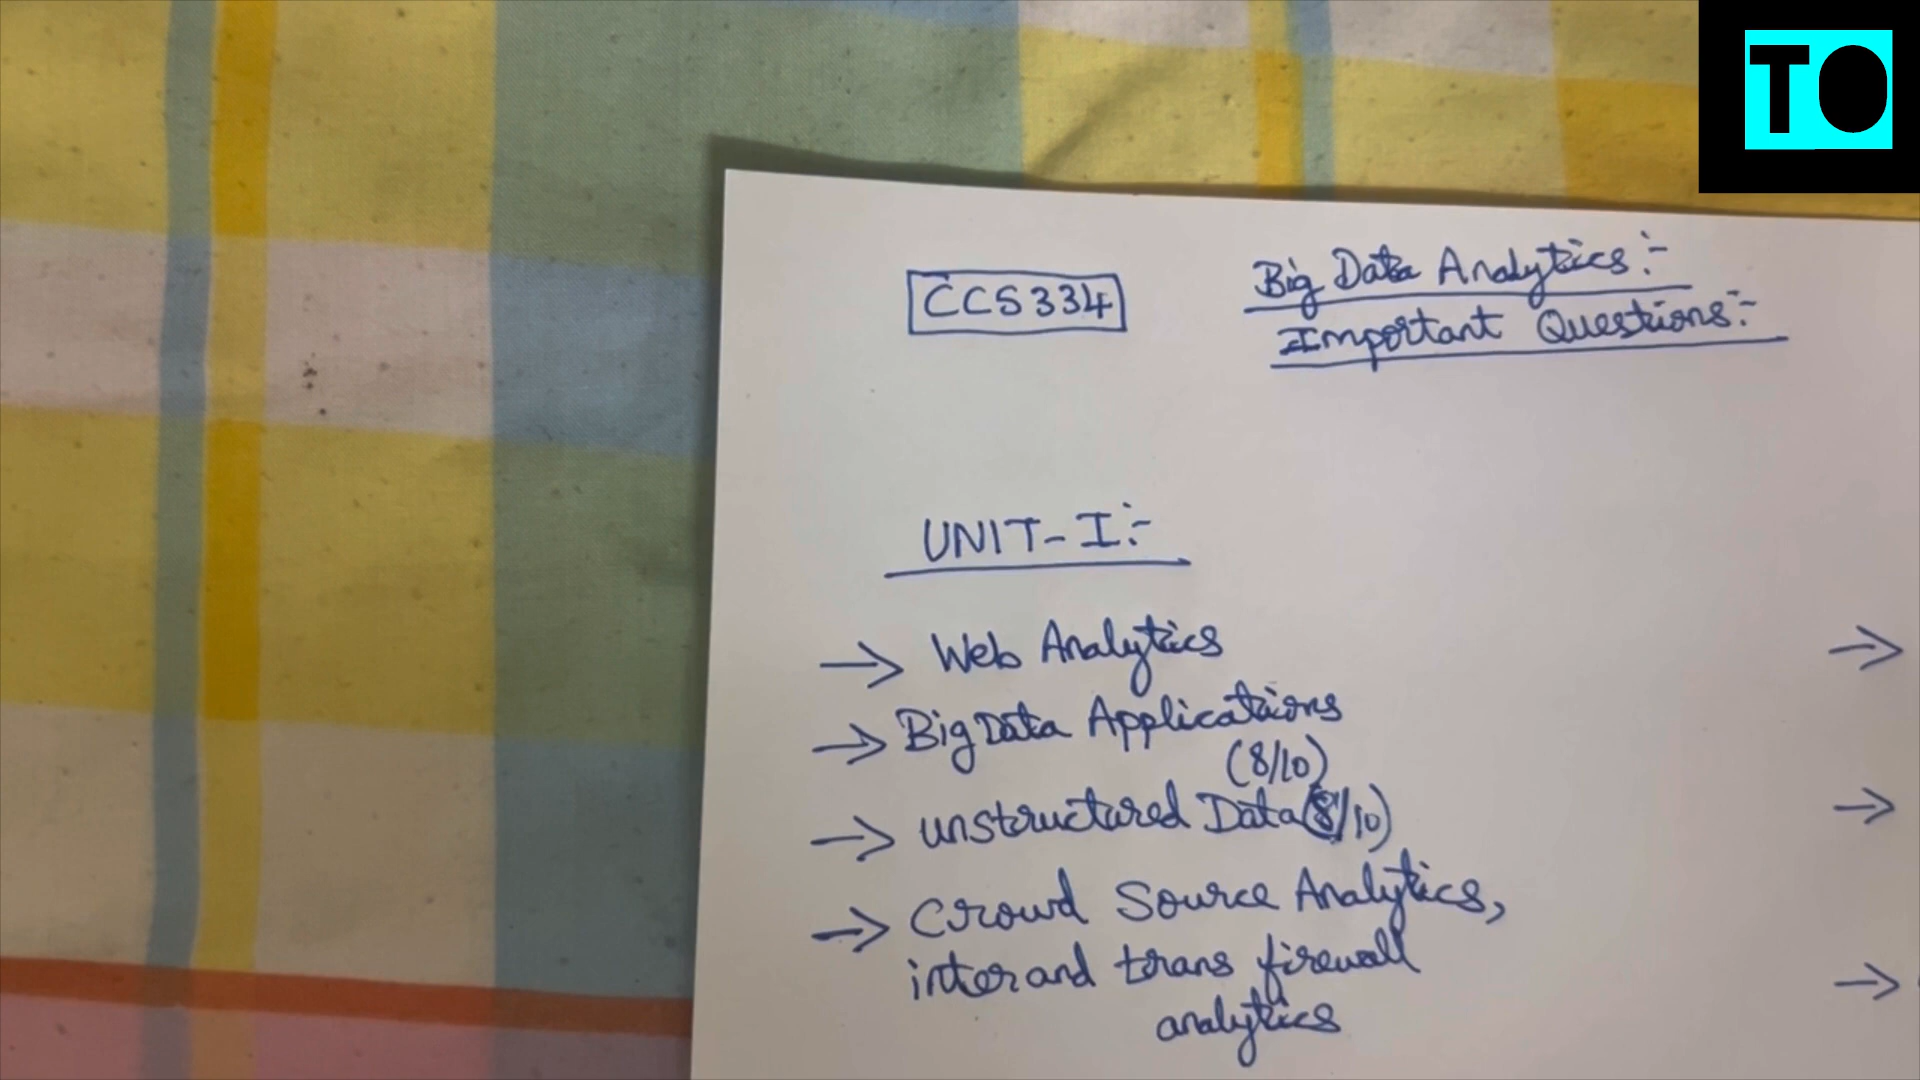 TO
CCS334
Big Data Analytics:-
Important Questions:-
UNIT-I:-
→ Web Analytics
→ Big Data Applications
(8/10)
→ unstructured Data (8/10)
→ Crowd Source Analytics,
inter and trans firewall
analytics